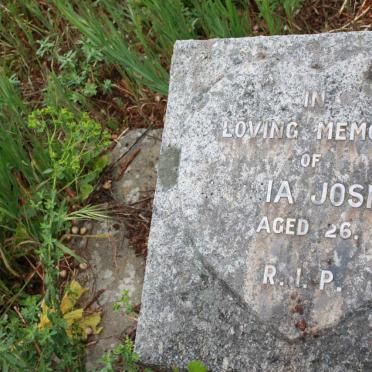 IN
LOVING MEMO
OF
IA JOS
AGED 26.
R.I.P.